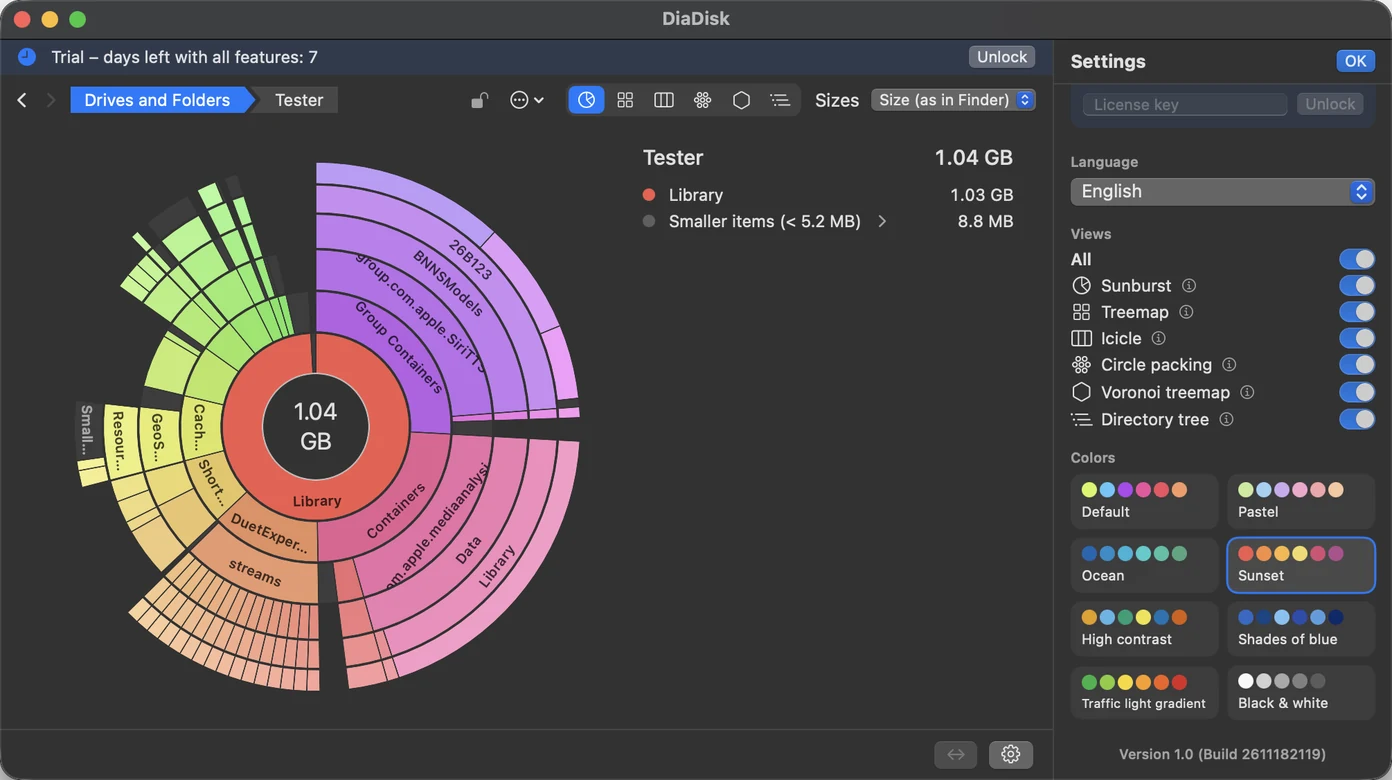 DiaDisk
Trial – days left with all features: 7
Unlock
Drives and Folders
Tester
Sizes
Size (as in Finder)
Tester 1.04 GB
Library 1.03 GB
Smaller items (< 5.2 MB) 8.8 MB
1.04
GB
Library
Group Containers
group.com.apple.SiriTTS
BNNSModels
26B123
Containers
om.apple.mediaanalysi
Data
Library
DuetExper...
streams
Short...
Cach...
GeoS...
Resour...
Small...
Settings
OK
License key
Unlock
Language
English
Views
All
Sunburst
Treemap
Icicle
Circle packing
Voronoi treemap
Directory tree
Colors
Default
Pastel
Ocean
Sunset
High contrast
Shades of blue
Traffic light gradient
Black & white
Version 1.0 (Build 2611182119)